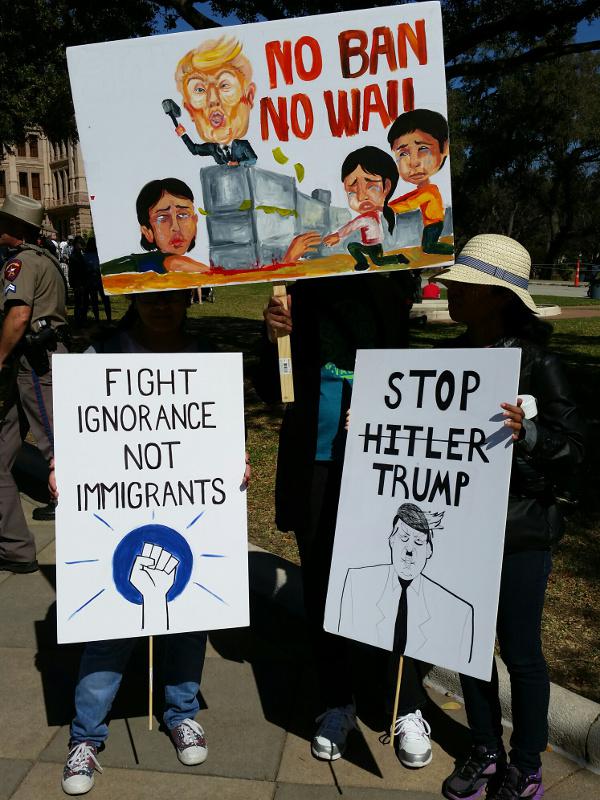 NO BAN
NO WALL
FIGHT
IGNORANCE
NOT
IMMIGRANTS
STOP
HITLER
TRUMP